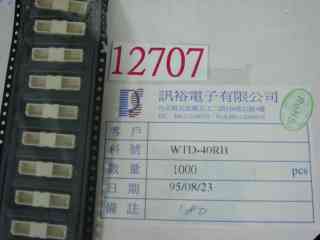 12707
訊裕電子有限公司
客戶
料號 WTD-40RH
數量 1000 pcs
日期 95/08/23
備註